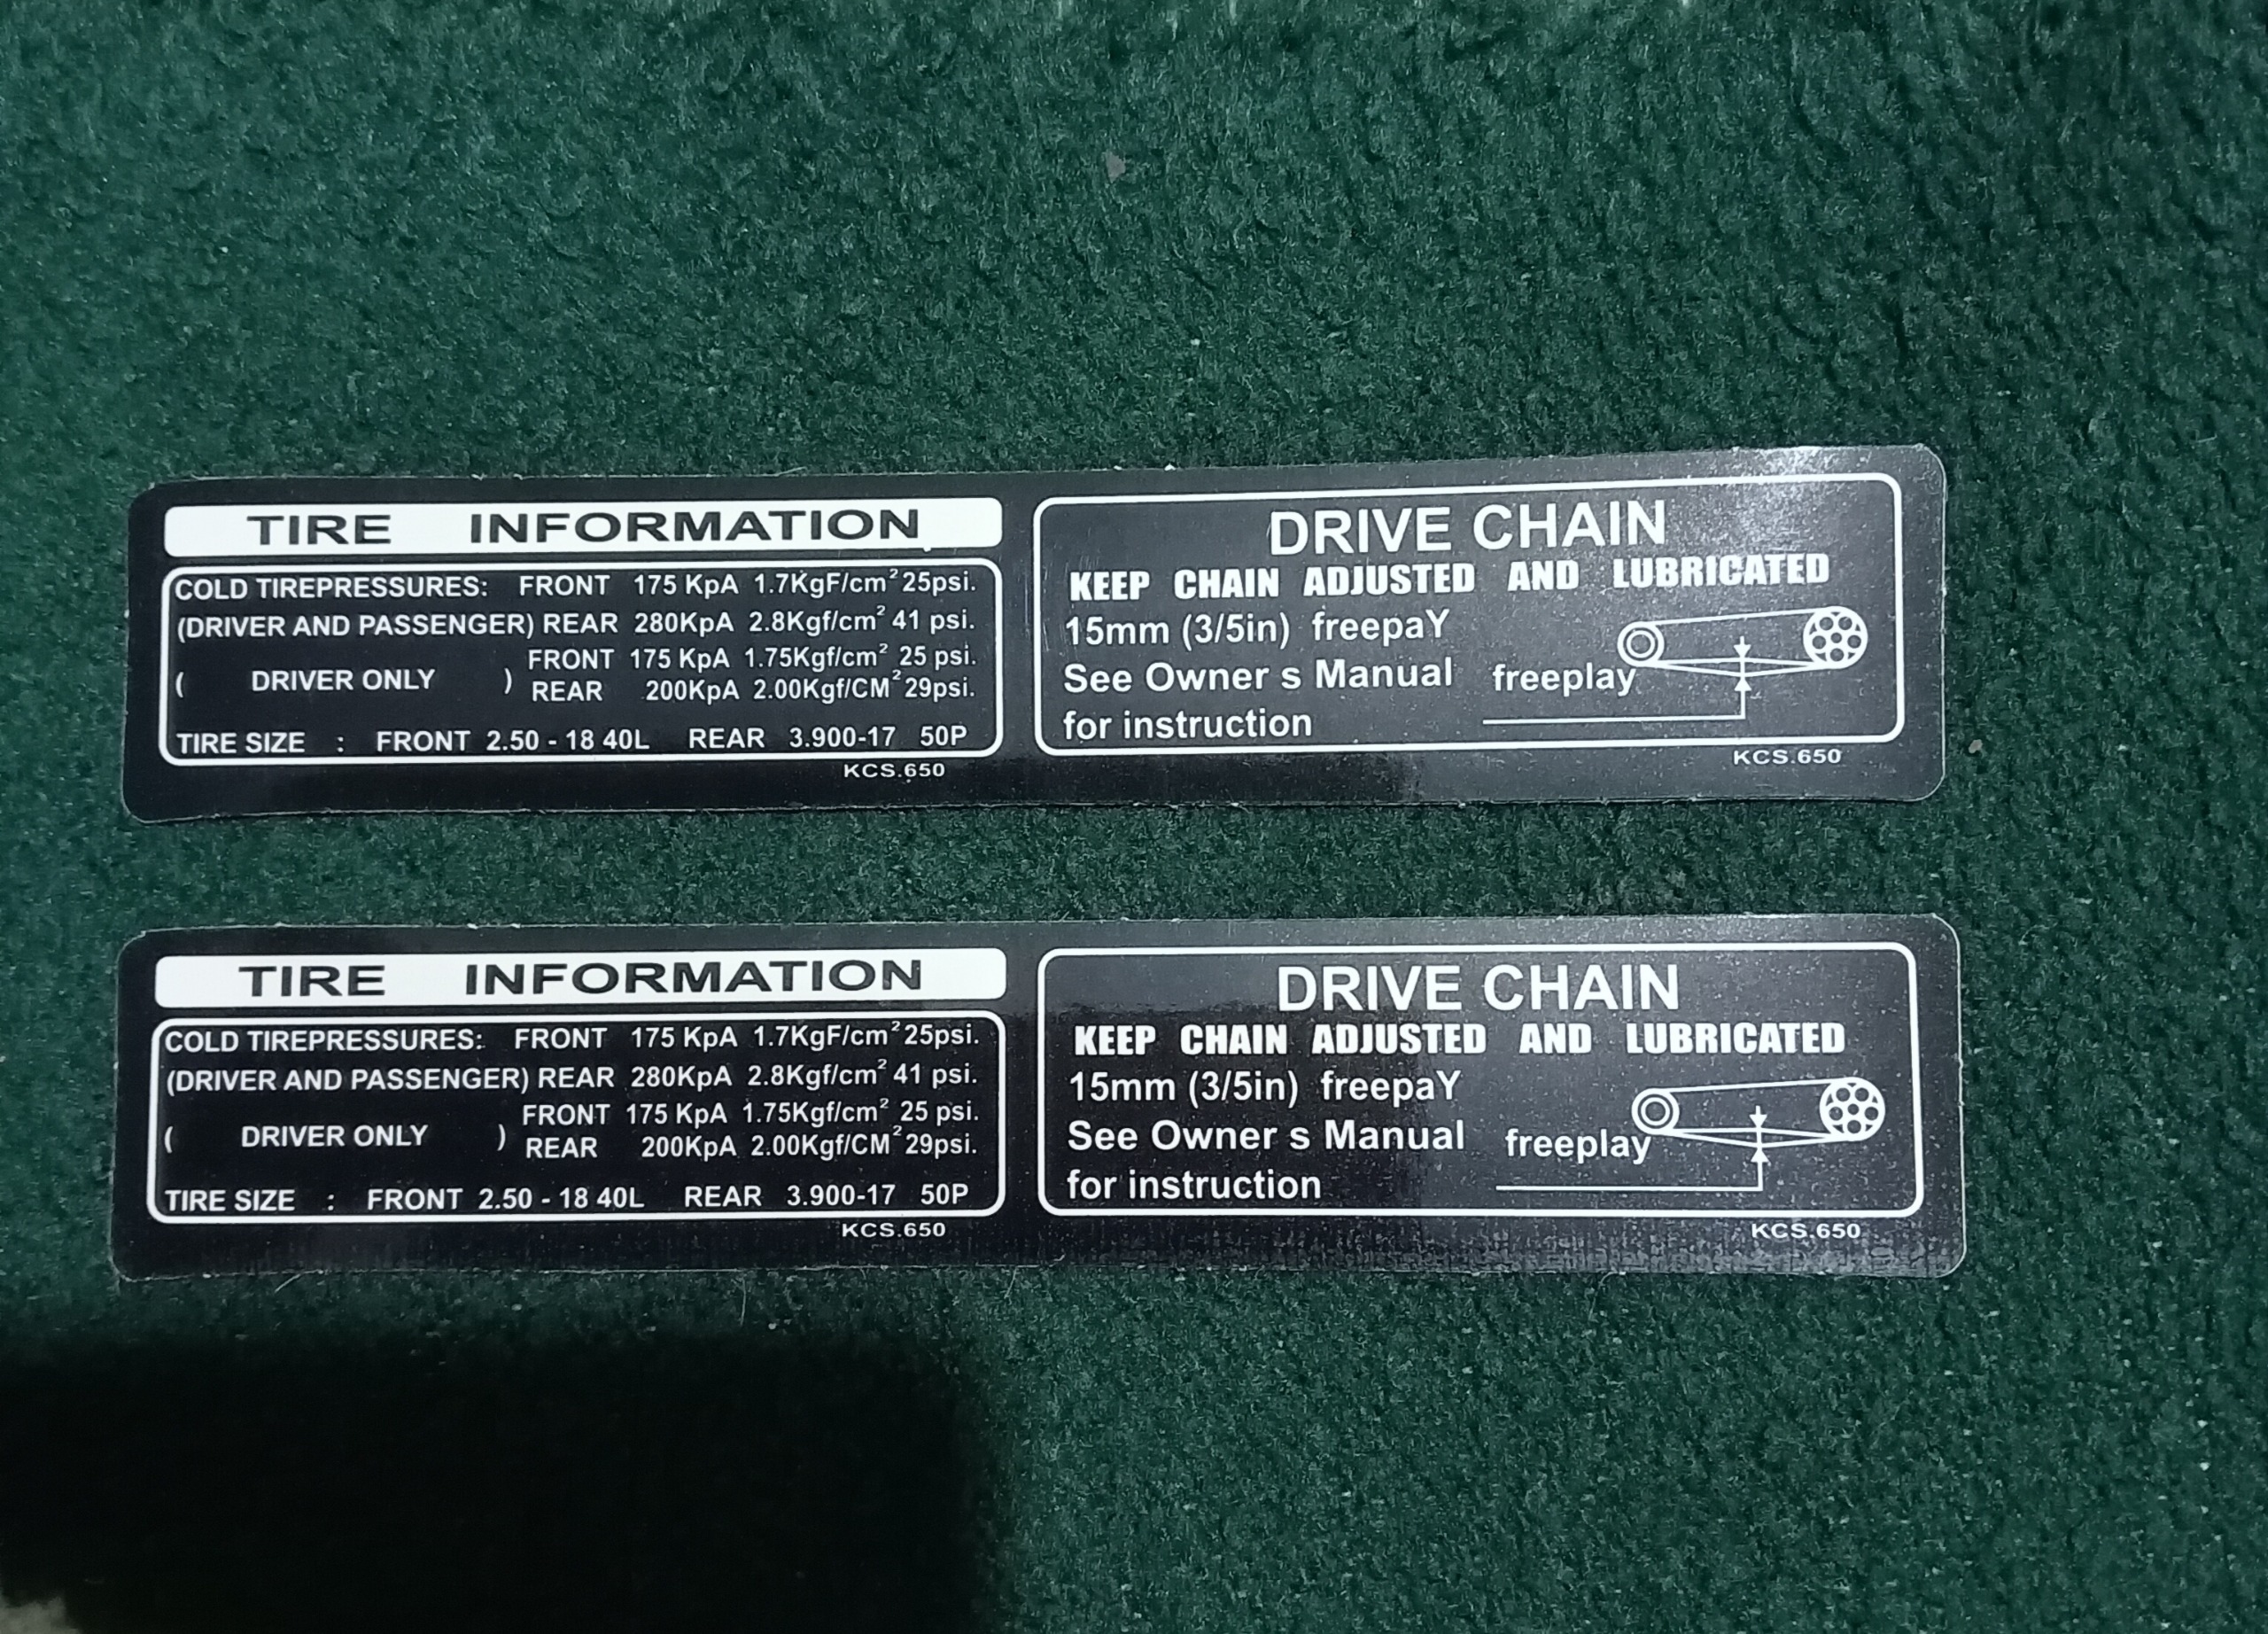 TIRE INFORMATION
COLD TIREPRESSURES: FRONT 175 KpA 1.7KgF/cm² 25psi.
(DRIVER AND PASSENGER) REAR 280KpA 2.8Kgf/cm² 41 psi.
( DRIVER ONLY ) FRONT 175 KpA 1.75Kgf/cm² 25 psi.
REAR 200KpA 2.00Kgf/CM² 29psi.
TIRE SIZE : FRONT 2.50 - 18 40L REAR 3.900-17 50P
KCS.650
DRIVE CHAIN
KEEP CHAIN ADJUSTED AND LUBRICATED
15mm (3/5in) freepaY
See Owner s Manual
for instruction
freeplay
KCS.650
TIRE INFORMATION
COLD TIREPRESSURES: FRONT 175 KpA 1.7KgF/cm² 25psi.
(DRIVER AND PASSENGER) REAR 280KpA 2.8Kgf/cm² 41 psi.
( DRIVER ONLY ) FRONT 175 KpA 1.75Kgf/cm² 25 psi.
REAR 200KpA 2.00Kgf/CM² 29psi.
TIRE SIZE : FRONT 2.50 - 18 40L REAR 3.900-17 50P
KCS.650
DRIVE CHAIN
KEEP CHAIN ADJUSTED AND LUBRICATED
15mm (3/5in) freepaY
See Owner s Manual
for instruction
freeplay
KCS.650